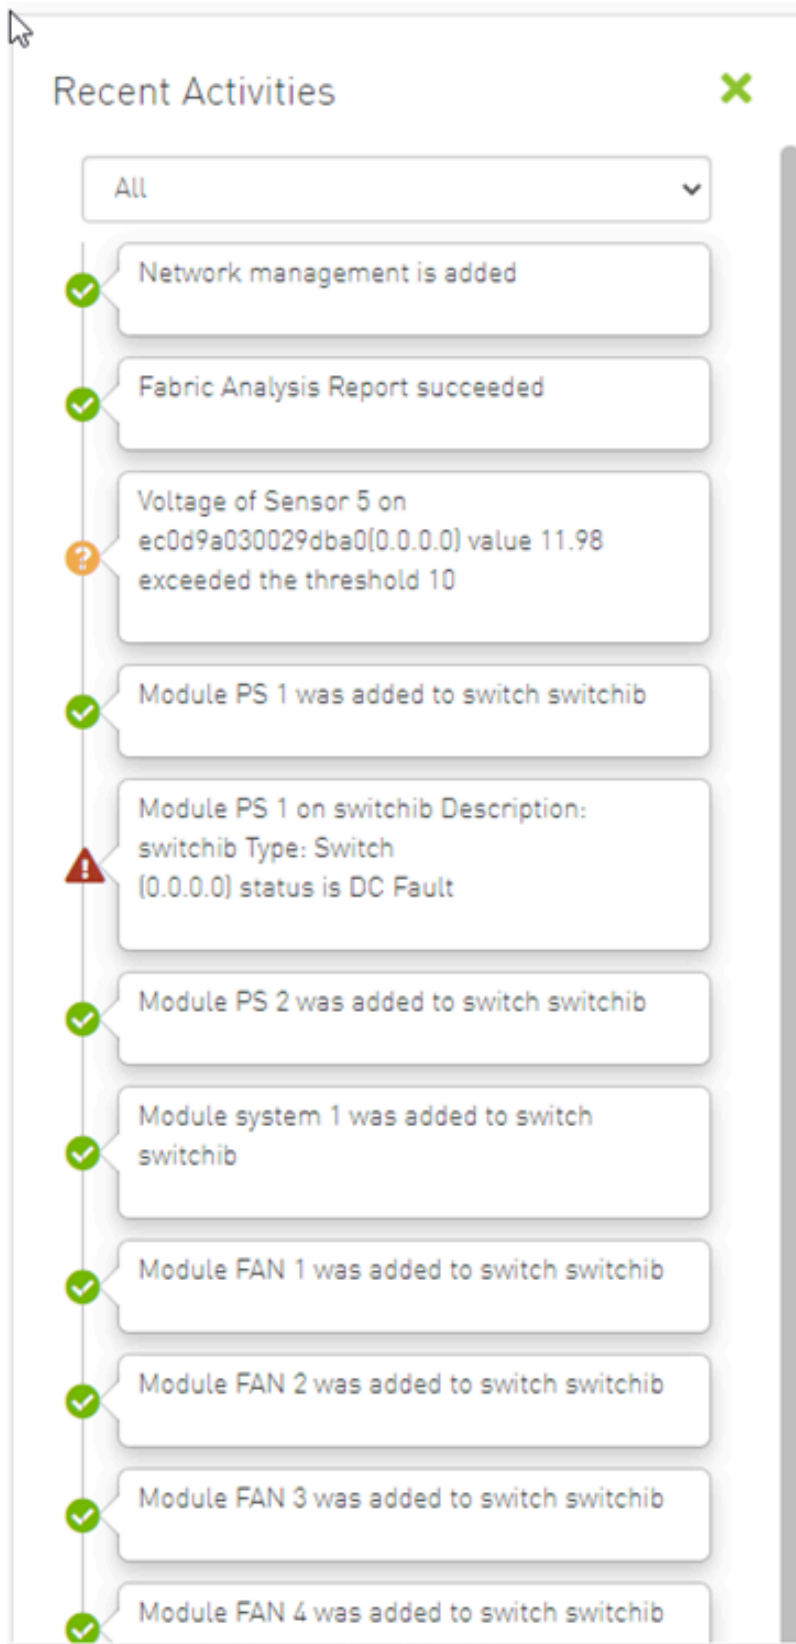 Recent Activities
All
Network management is added
Fabric Analysis Report succeeded
Voltage of Sensor 5 on
ec0d9a030029dba0(0.0.0.0) value 11.98
exceeded the threshold 10
Module PS 1 was added to switch switchib
Module PS 1 on switchib Description:
switchib Type: Switch
(0.0.0.0) status is DC Fault
Module PS 2 was added to switch switchib
Module system 1 was added to switch
switchib
Module FAN 1 was added to switch switchib
Module FAN 2 was added to switch switchib
Module FAN 3 was added to switch switchib
Module FAN 4 was added to switch switchib